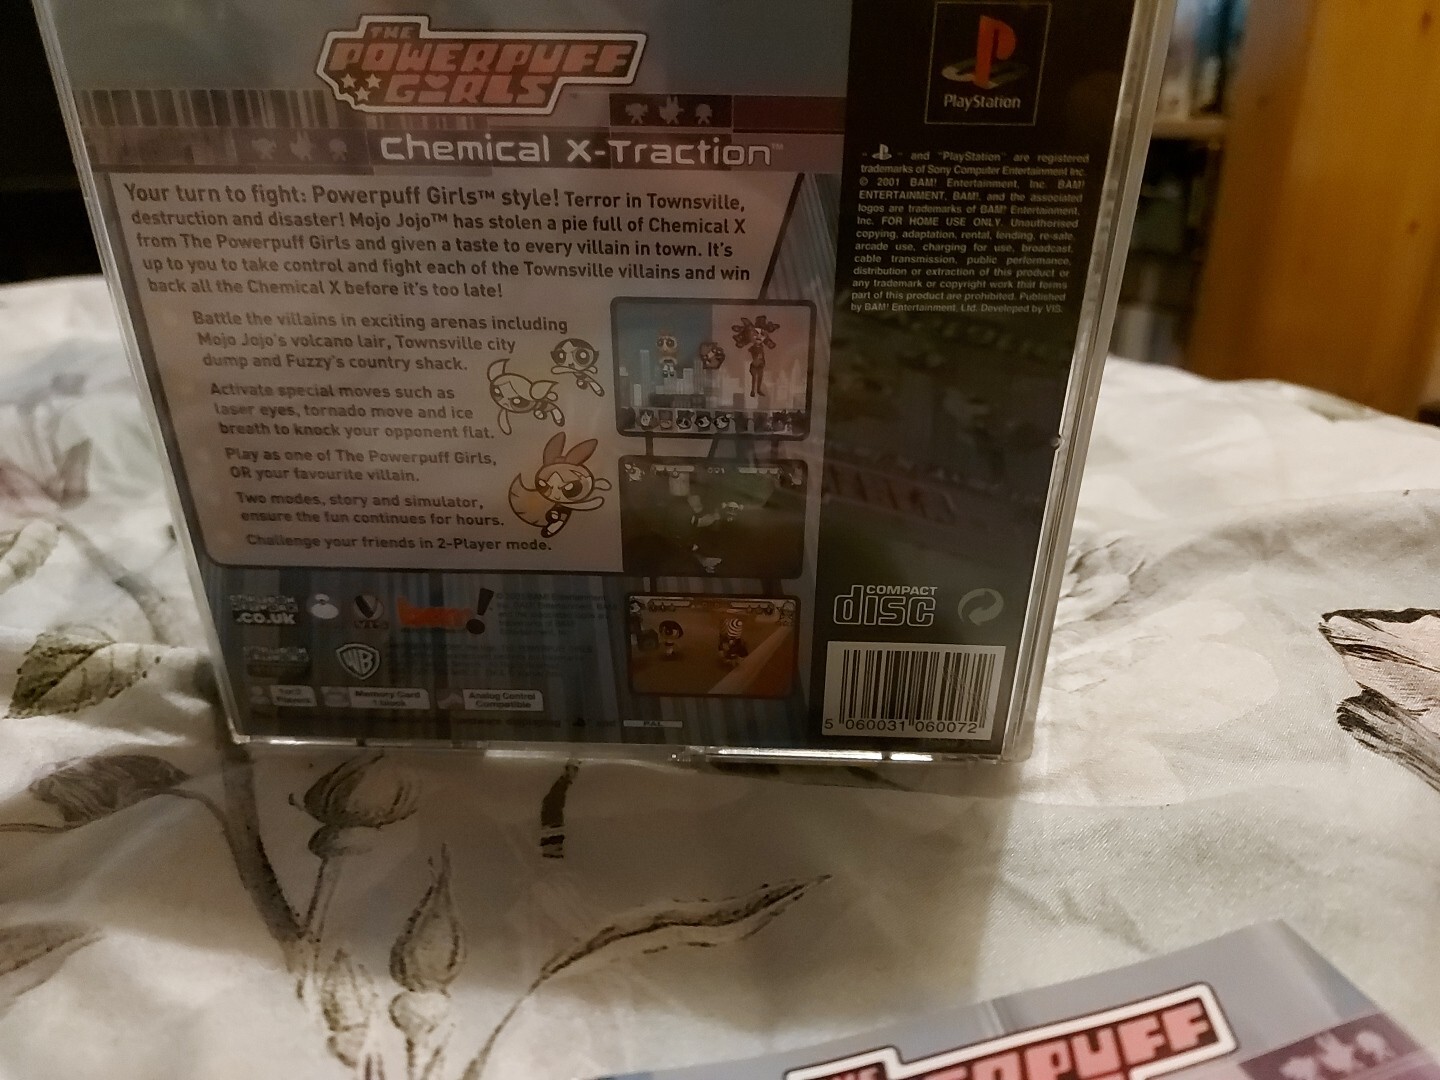 THE
POWERPUFF
GIRLS
Chemical X-Traction™
Your turn to fight: Powerpuff Girls™ style! Terror in Townsville,
destruction and disaster! Mojo Jojo™ has stolen a pie full of Chemical X
from The Powerpuff Girls and given a taste to every villain in town. It's
up to you to take control and fight each of the Townsville villains and win
back all the Chemical X before it's too late!
Battle the villains in exciting arenas including
Mojo Jojo's volcano lair, Townsville city
dump and Fuzzy's country shack.
Activate special moves such as
laser eyes, tornado move and ice
breath to knock your opponent flat.
Play as one of The Powerpuff Girls,
OR your favourite villain.
Two modes, story and simulator,
ensure the fun continues for hours.
Challenge your friends in 2-Player mode.
.CO.UK
WB
Memory Card
1 block
Analog Control
Compatible
PAL
PlayStation
" " and "PlayStation" are registered
trademarks of Sony Computer Entertainment Inc.
© 2001 BAM! Entertainment, Inc. BAM!
ENTERTAINMENT, BAM!, and the associated
logos are trademarks of BAM! Entertainment,
Inc. FOR HOME USE ONLY. Unauthorised
copying, adaptation, rental, lending, re-sale,
arcade use, charging for use, broadcast,
cable transmission, public performance,
distribution or extraction of this product or
any trademark or copyright work that forms
part of this product are prohibited. Published
by BAM! Entertainment, Ltd. Developed by VIS.
COMPACT
disc
5 060031 060072
THE
POWERPUFF